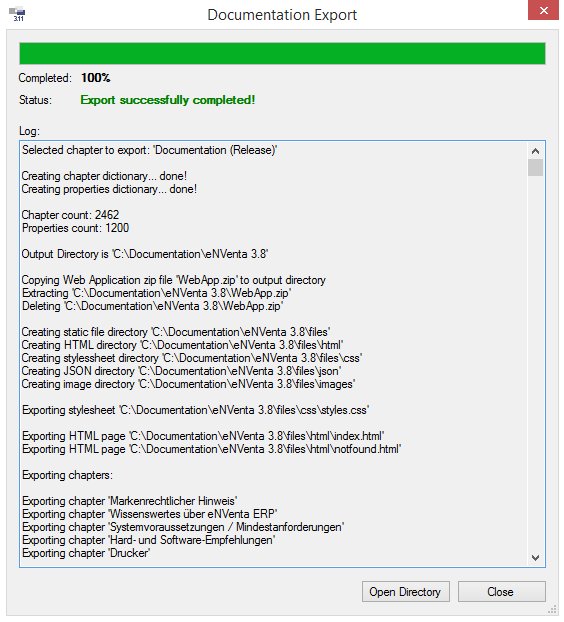 3.11
Documentation Export
Completed: 100%
Status: Export successfully completed!
Log:
Selected chapter to export: 'Documentation (Release)'
Creating chapter dictionary... done!
Creating properties dictionary... done!
Chapter count: 2462
Properties count: 1200
Output Directory is 'C:\Documentation\eNVenta 3.8'
Copying Web Application zip file 'WebApp.zip' to output directory
Extracting 'C:\Documentation\eNVenta 3.8\WebApp.zip'
Deleting 'C:\Documentation\eNVenta 3.8\WebApp.zip'
Creating static file directory 'C:\Documentation\eNVenta 3.8\files'
Creating HTML directory 'C:\Documentation\eNVenta 3.8\files\html'
Creating stylessheet directory 'C:\Documentation\eNVenta 3.8\files\css'
Creating JSON directory 'C:\Documentation\eNVenta 3.8\files\json'
Creating image directory 'C:\Documentation\eNVenta 3.8\files\images'
Exporting stylesheet 'C:\Documentation\eNVenta 3.8\files\css\styles.css'
Exporting HTML page 'C:\Documentation\eNVenta 3.8\files\html\index.html'
Exporting HTML page 'C:\Documentation\eNVenta 3.8\files\html\notfound.html'
Exporting chapters:
Exporting chapter 'Markenrechtlicher Hinweis'
Exporting chapter 'Wissenswertes über eNVenta ERP'
Exporting chapter 'Systemvoraussetzungen / Mindestanforderungen'
Exporting chapter 'Hard- und Software-Empfehlungen'
Exporting chapter 'Drucker'
Open Directory
Close